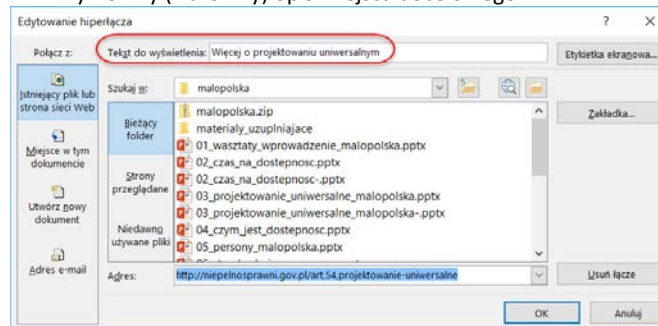 Edytowanie hiperłącza
? X
Połącz z:
Tekst do wyświetlenia: Więcej o projektowaniu uniwersalnym
Etykietka ekranowa...
Istniejący plik lub
strona sieci Web
Szukaj w: malopolska
Miejsce w tym
dokumencie
Utwórz nowy
dokument
Adres e-mail
Bieżący
folder
Strony
przeglądane
Niedawno
używane pliki
malopolska.zip
materialy_uzuplniajace
01_wasztaty_wprowadzenie_malopolska.pptx
02_czas_na_dostepnosc.pptx
02_czas_na_dostepnosc-.pptx
03_projektowanie_uniwersalne_malopolska.pptx
03_projektowanie_uniwersalne_malopolska-.pptx
04_czym_jest_dostepnosc.pptx
05_persony_malopolska.pptx
Zakładka...
Adres: http://niepelnosprawni.gov.pl/art,54,projektowanie-uniwersalne
Usuń łącze
OK
Anuluj